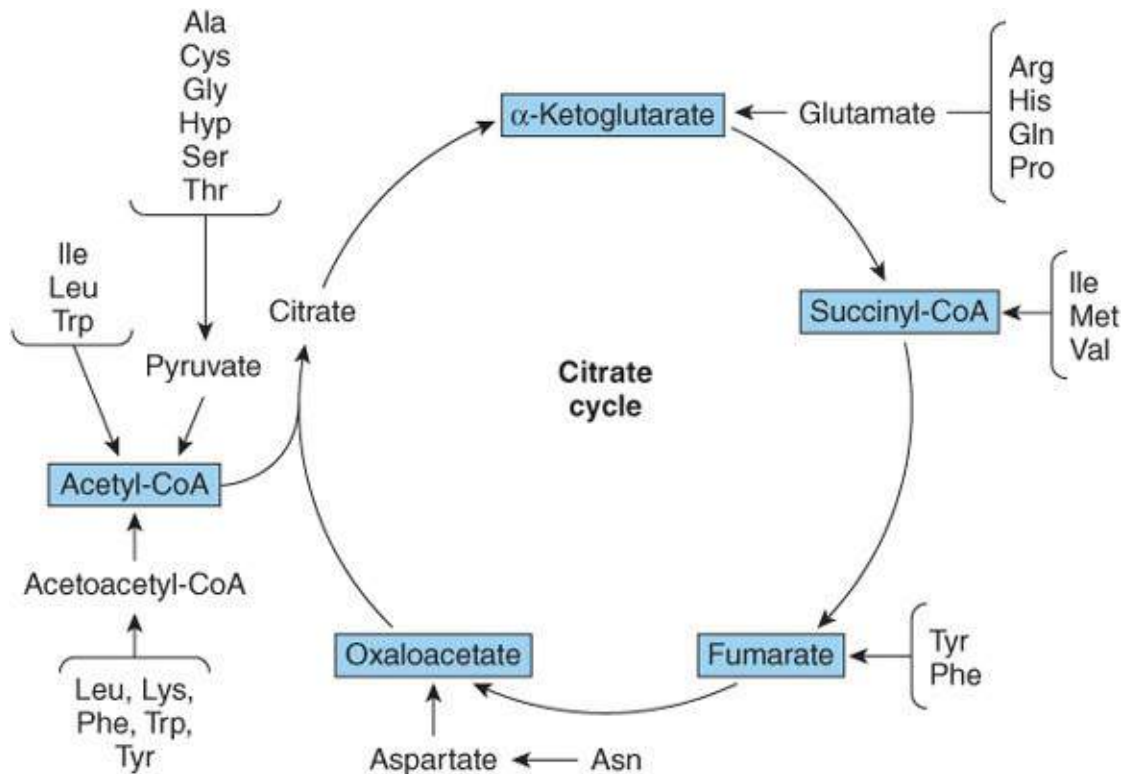 Ala
Cys
Gly
Hyp
Ser
Thr
α-Ketoglutarate
Glutamate
Arg
His
Gln
Pro
Ile
Leu
Trp
Citrate
Pyruvate
Succinyl-CoA
Ile
Met
Val
Citrate
cycle
Acetyl-CoA
Acetoacetyl-CoA
Leu, Lys,
Phe, Trp,
Tyr
Oxaloacetate
Fumarate
Tyr
Phe
Aspartate
Asn